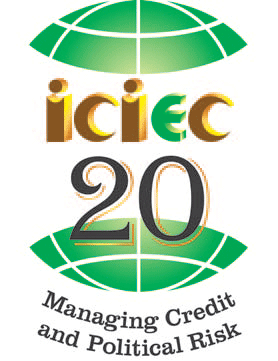 iciec
20
Managing Credit
and Political Risk